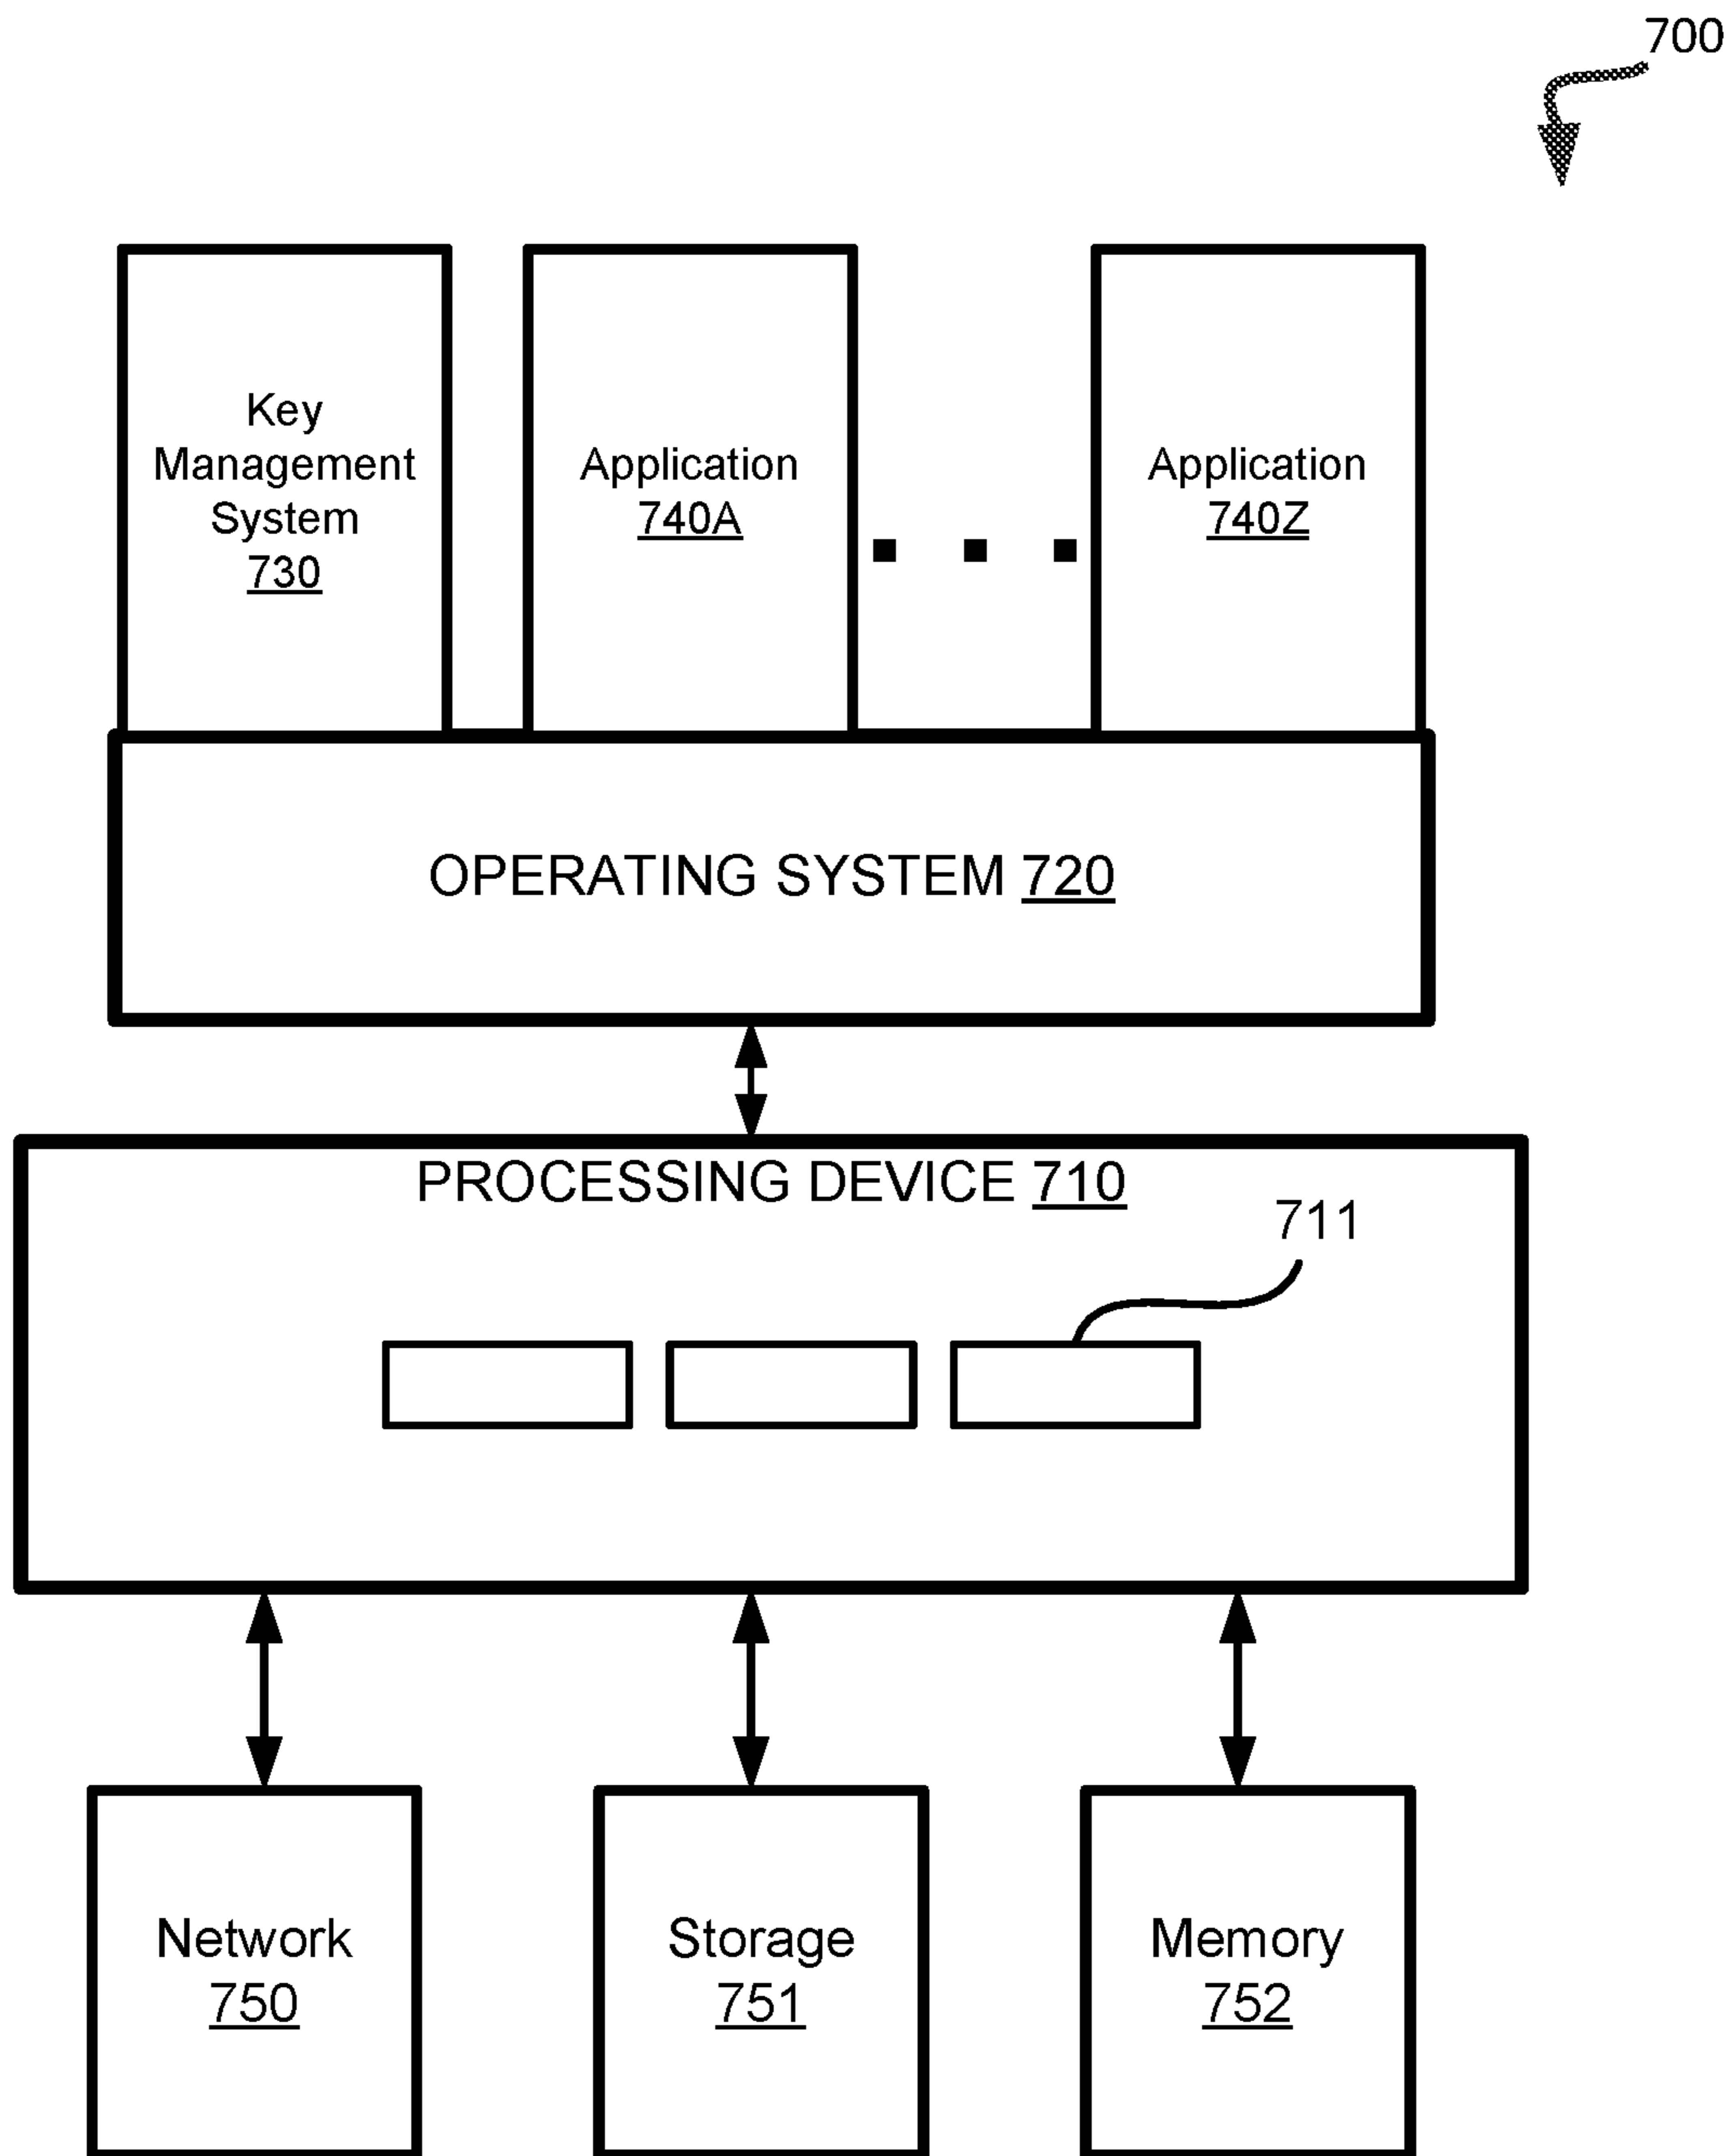 700
Key
Management
System
730
Application
740A
Application
740Z
OPERATING SYSTEM 720
PROCESSING DEVICE 710
711
Network
750
Storage
751
Memory
752